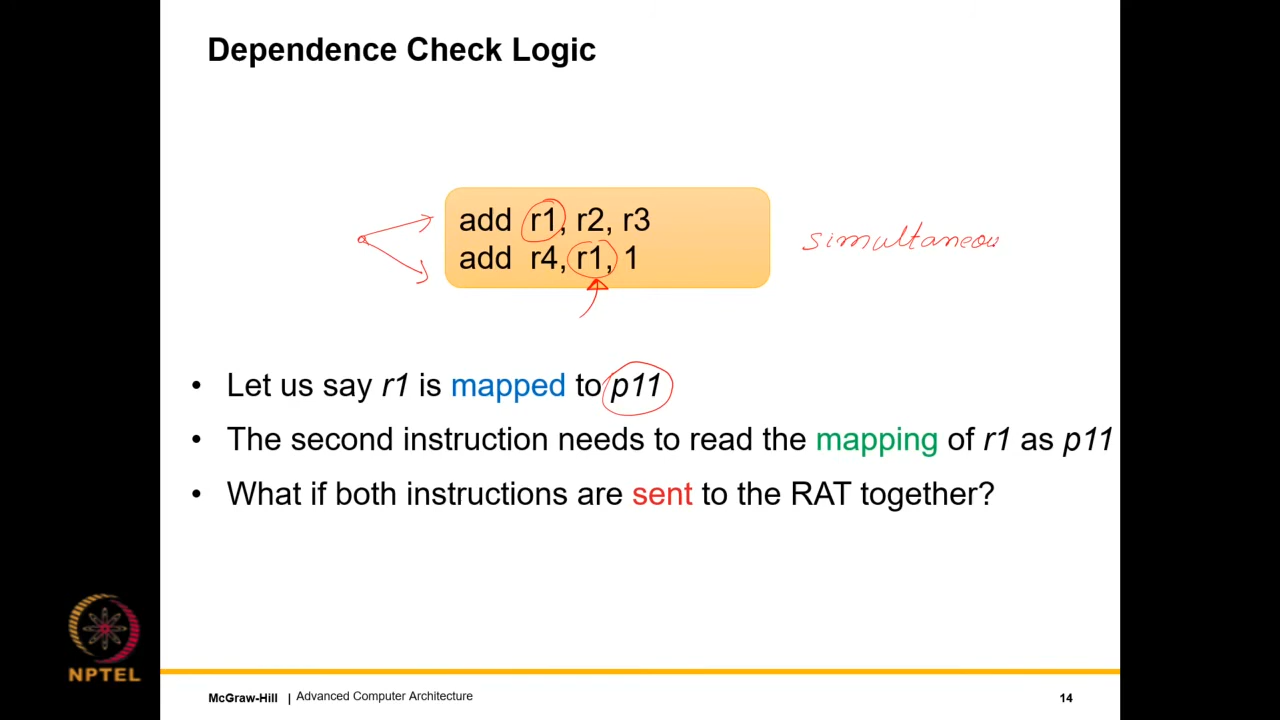 Dependence Check Logic
add r1, r2, r3
add r4, r1, 1
simultaneou
• Let us say r1 is mapped to p11
• The second instruction needs to read the mapping of r1 as p11
• What if both instructions are sent to the RAT together?
NPTEL
McGraw-Hill | Advanced Computer Architecture 14